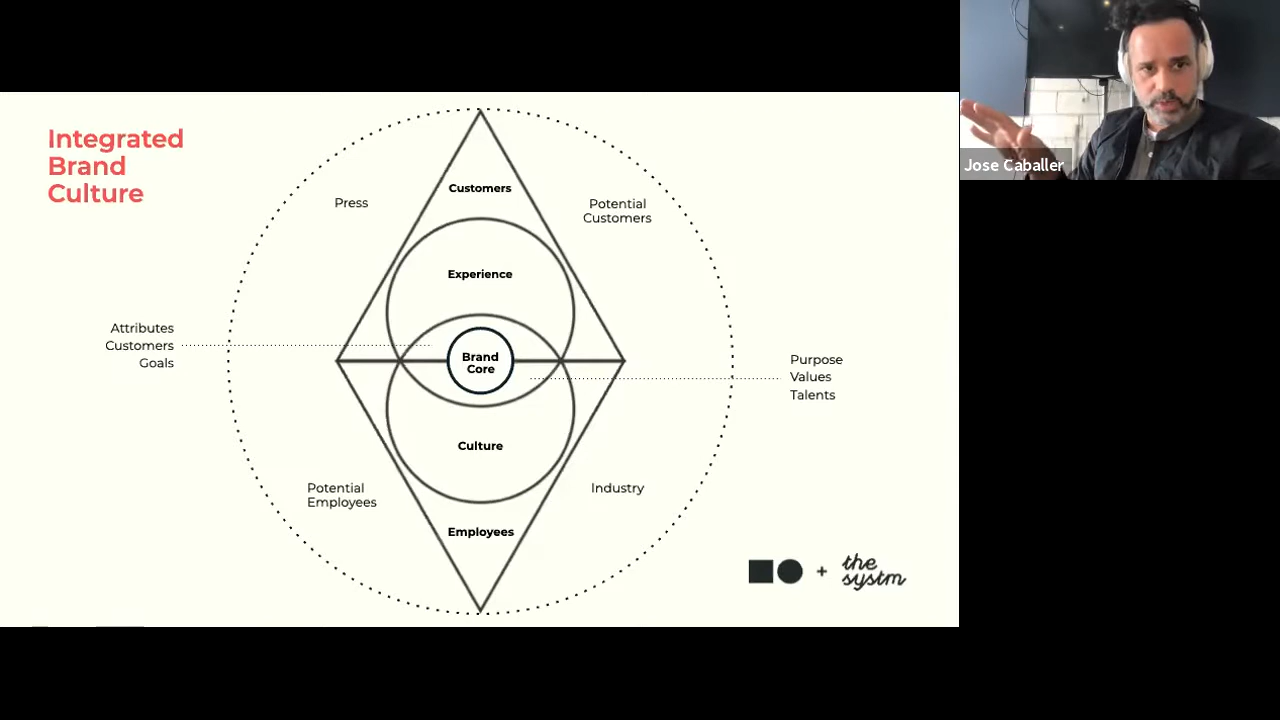 Integrated
Brand
Culture
Press
Customers
Potential
Customers
Experience
Attributes
Customers
Goals
Brand
Core
Purpose
Values
Talents
Culture
Potential
Employees
Industry
Employees
+
the
systm
Jose Caballer